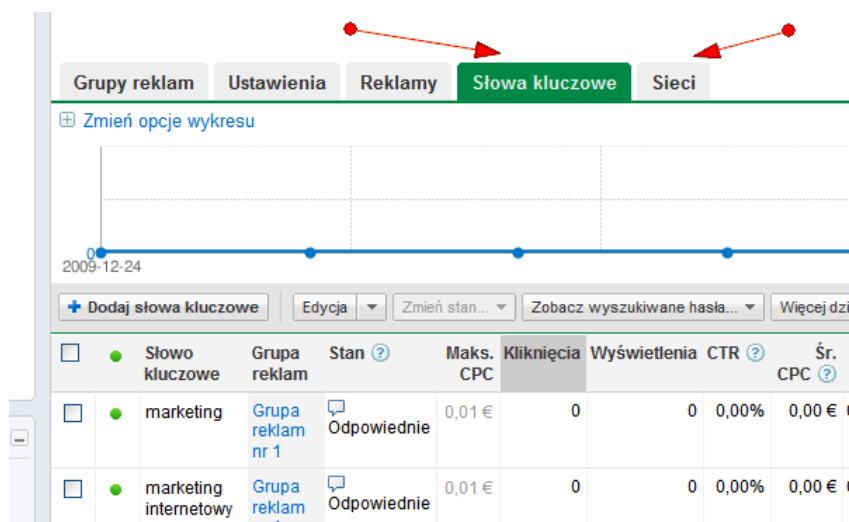 Grupy reklam Ustawienia Reklamy Słowa kluczowe Sieci
Zmień opcje wykresu
0
2009-12-24
Dodaj słowa kluczowe Edycja Zmień stan... Zobacz wyszukiwane hasła... Więcej dzi
Słowo kluczowe Grupa reklam Stan ? Maks. CPC Kliknięcia Wyświetlenia CTR ? Śr. CPC ?
marketing Grupa reklam nr 1 Odpowiednie 0,01 € 0 0 0,00% 0,00 €
marketing internetowy Grupa reklam Odpowiednie 0,01 € 0 0 0,00% 0,00 €